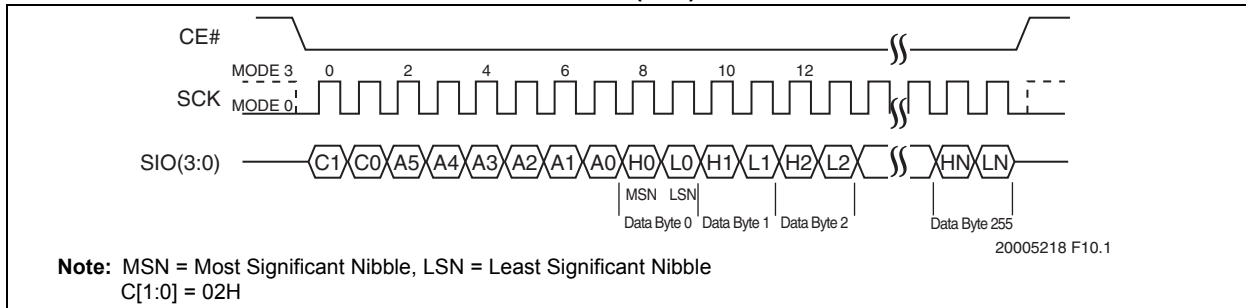 CE#
MODE 3 0 2 4 6 8 10 12
SCK MODE 0
SIO(3:0) C1 C0 A5 A4 A3 A2 A1 A0 H0 L0 H1 L1 H2 L2 HN LN
MSN LSN
Data Byte 0 Data Byte 1 Data Byte 2 Data Byte 255
20005218 F10.1
Note: MSN = Most Significant Nibble, LSN = Least Significant Nibble
C[1:0] = 02H